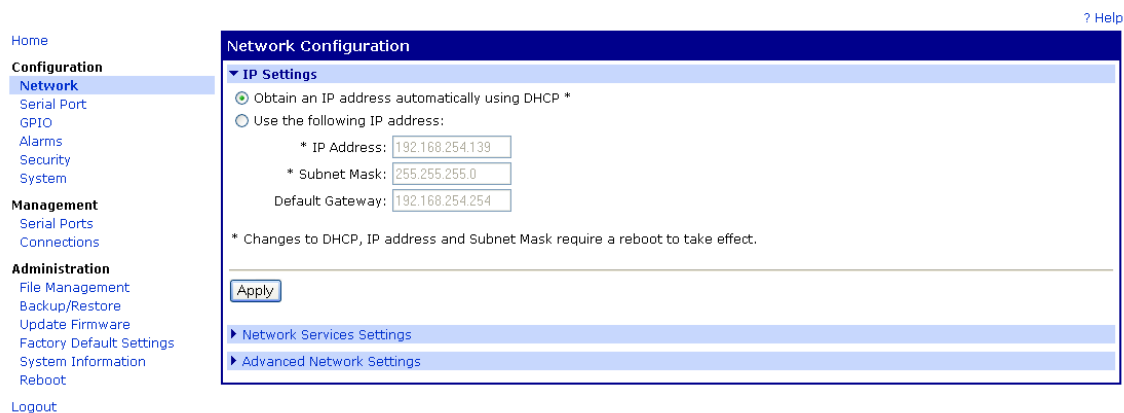 ? Help
Home
Configuration
Network
Serial Port
GPIO
Alarms
Security
System
Management
Serial Ports
Connections
Administration
File Management
Backup/Restore
Update Firmware
Factory Default Settings
System Information
Reboot
Logout
Network Configuration
IP Settings
Obtain an IP address automatically using DHCP *
Use the following IP address:
* IP Address: 192.168.254.139
* Subnet Mask: 255.255.255.0
Default Gateway: 192.168.254.254
* Changes to DHCP, IP address and Subnet Mask require a reboot to take effect.
Apply
Network Services Settings
Advanced Network Settings